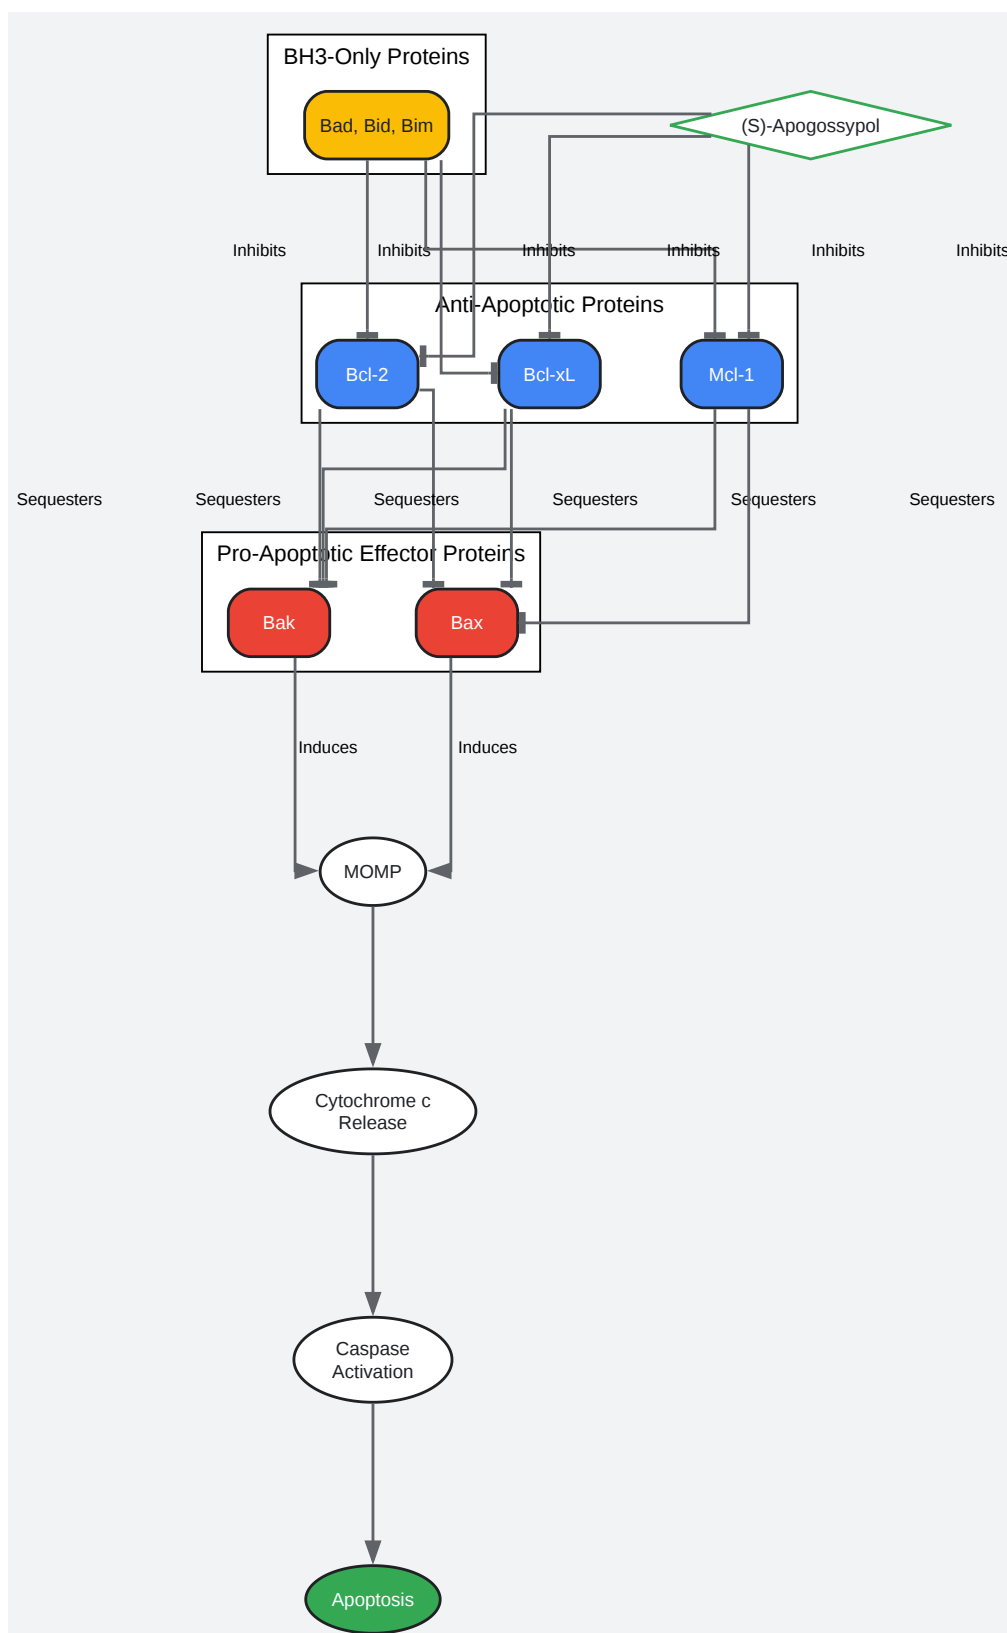 BH3-Only Proteins
Bad, Bid, Bim
(S)-Apogossypol
Inhibits
Inhibits
Inhibits
Inhibits
Inhibits
Inhibits
Anti-Apoptotic Proteins
Bcl-2
Bcl-xL
Mcl-1
Sequesters
Sequesters
Sequesters
Sequesters
Sequesters
Sequesters
Pro-Apoptotic Effector Proteins
Bak
Bax
Induces
Induces
MOMP
Cytochrome c
Release
Caspase
Activation
Apoptosis